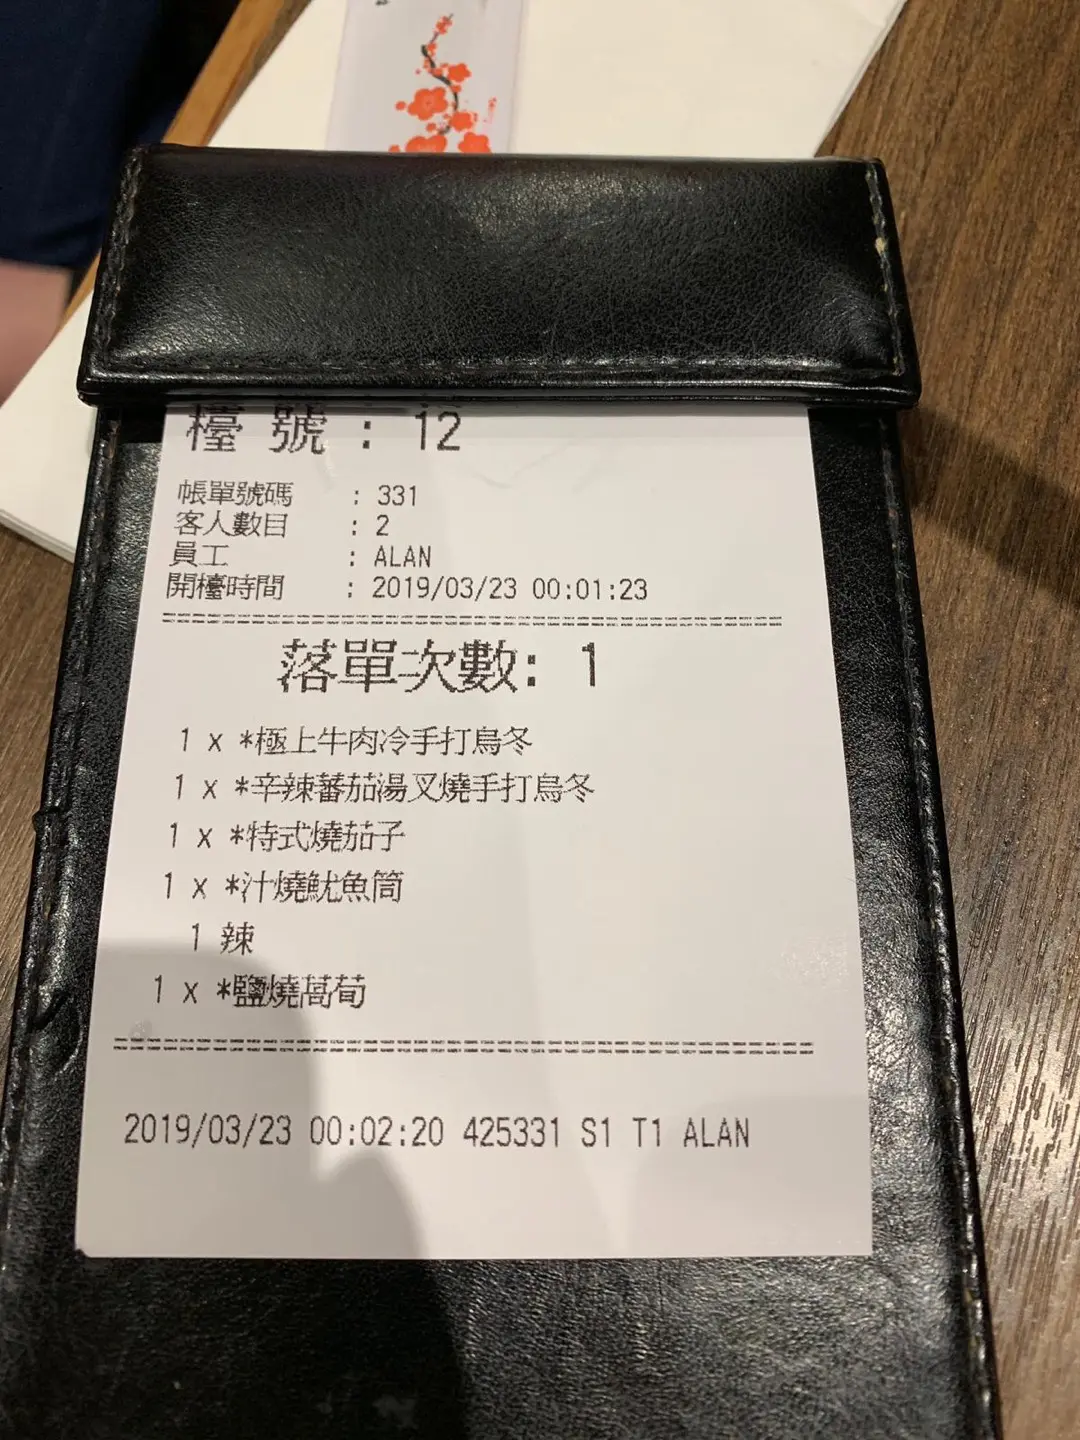 檯 號 : 12
帳單號碼 : 331
客人數目 : 2
員工 : ALAN
開檯時間 : 2019/03/23 00:01:23
落單次數: 1
1 x *極上牛肉冷手打烏冬
1 x *辛辣蕃茄湯叉燒手打烏冬
1 x *特式燒茄子
1 x *汁燒魷魚筒
1 辣
1 x *鹽燒萵荀
2019/03/23 00:02:20 425331 S1 T1 ALAN